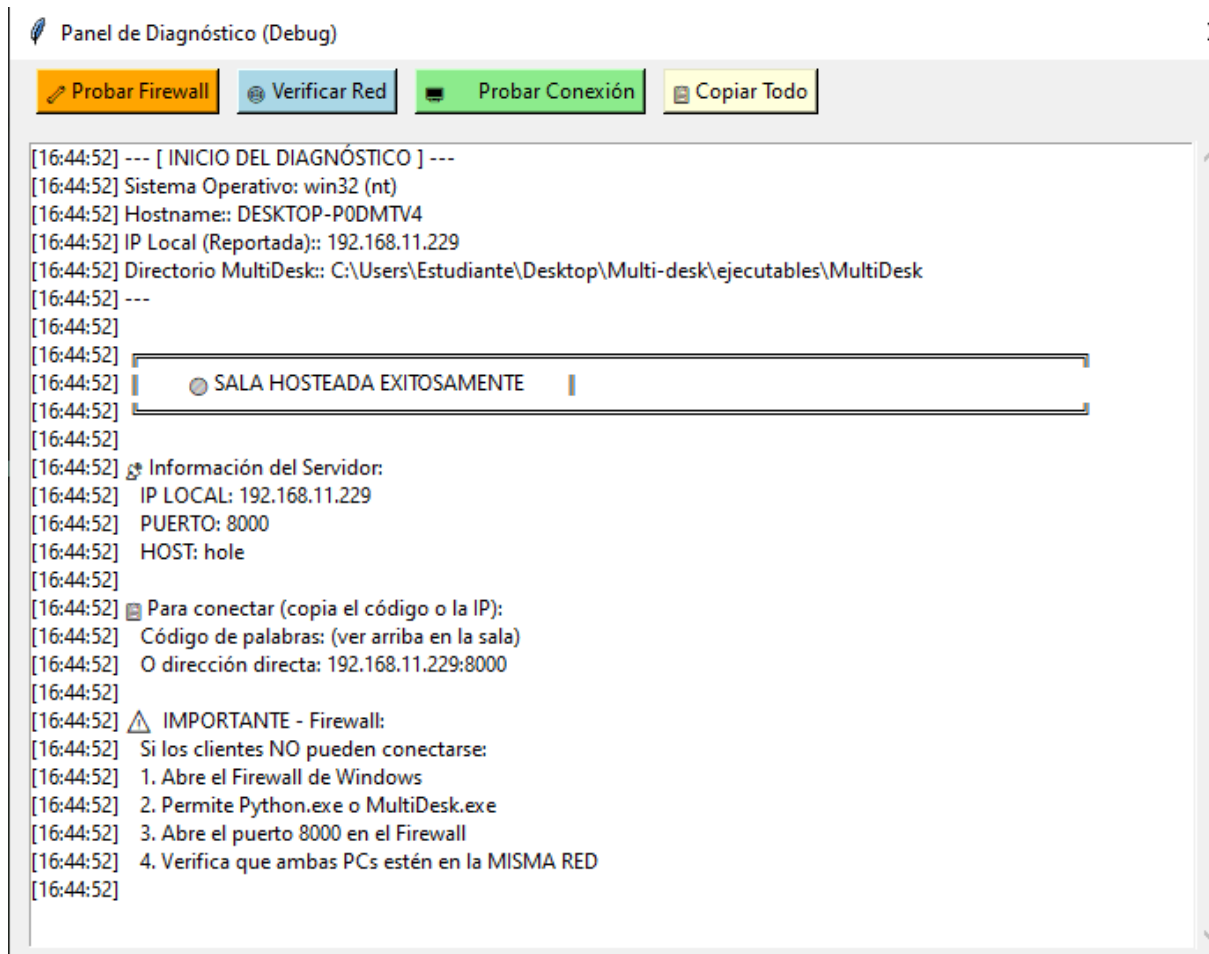 Panel de Diagnóstico (Debug)
Probar Firewall Verificar Red Probar Conexión Copiar Todo
[16:44:52] --- [ INICIO DEL DIAGNÓSTICO ] ---
[16:44:52] Sistema Operativo: win32 (nt)
[16:44:52] Hostname:: DESKTOP-P0DMTV4
[16:44:52] IP Local (Reportada):: 192.168.11.229
[16:44:52] Directorio MultiDesk:: C:\Users\Estudiante\Desktop\Multi-desk\ejecutables\MultiDesk
[16:44:52] ---
[16:44:52]
[16:44:52]
[16:44:52] SALA HOSTEADA EXITOSAMENTE
[16:44:52]
[16:44:52]
[16:44:52] Información del Servidor:
[16:44:52] IP LOCAL: 192.168.11.229
[16:44:52] PUERTO: 8000
[16:44:52] HOST: hole
[16:44:52]
[16:44:52] Para conectar (copia el código o la IP):
[16:44:52] Código de palabras: (ver arriba en la sala)
[16:44:52] O dirección directa: 192.168.11.229:8000
[16:44:52]
[16:44:52] ⚠ IMPORTANTE - Firewall:
[16:44:52] Si los clientes NO pueden conectarse:
[16:44:52] 1. Abre el Firewall de Windows
[16:44:52] 2. Permite Python.exe o MultiDesk.exe
[16:44:52] 3. Abre el puerto 8000 en el Firewall
[16:44:52] 4. Verifica que ambas PCs estén en la MISMA RED
[16:44:52]